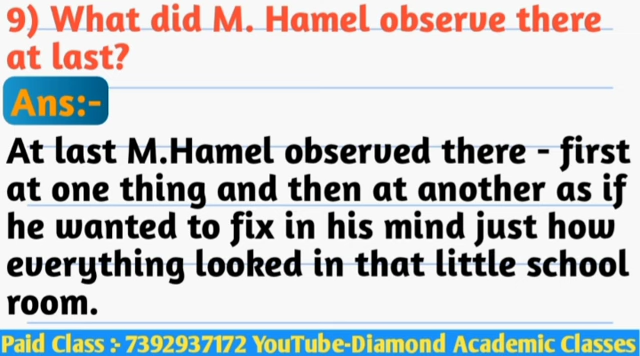 9) What did M. Hamel observe there
at last?
Ans:-
At last M.Hamel observed there - first
at one thing and then at another as if
he wanted to fix in his mind just how
everything looked in that little school
room.
Paid Class :- 7392937172 YouTube-Diamond Academic Classes